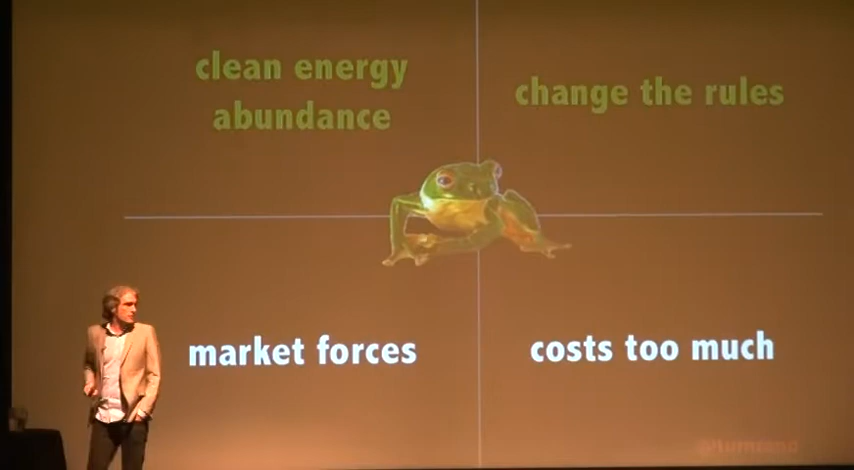 clean energy
abundance
change the rules
market forces
costs too much